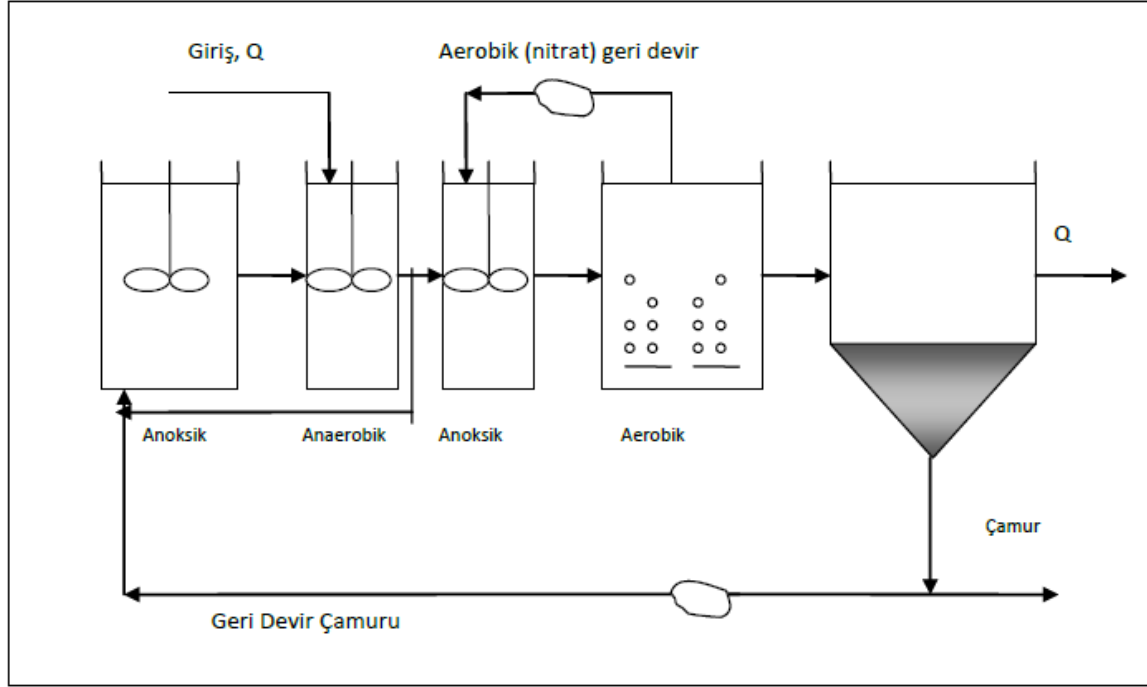 Giriş, Q
Aerobik (nitrat) geri devir
Q
Anoksik
Anaerobik
Anoksik
Aerobik
Çamur
Geri Devir Çamuru